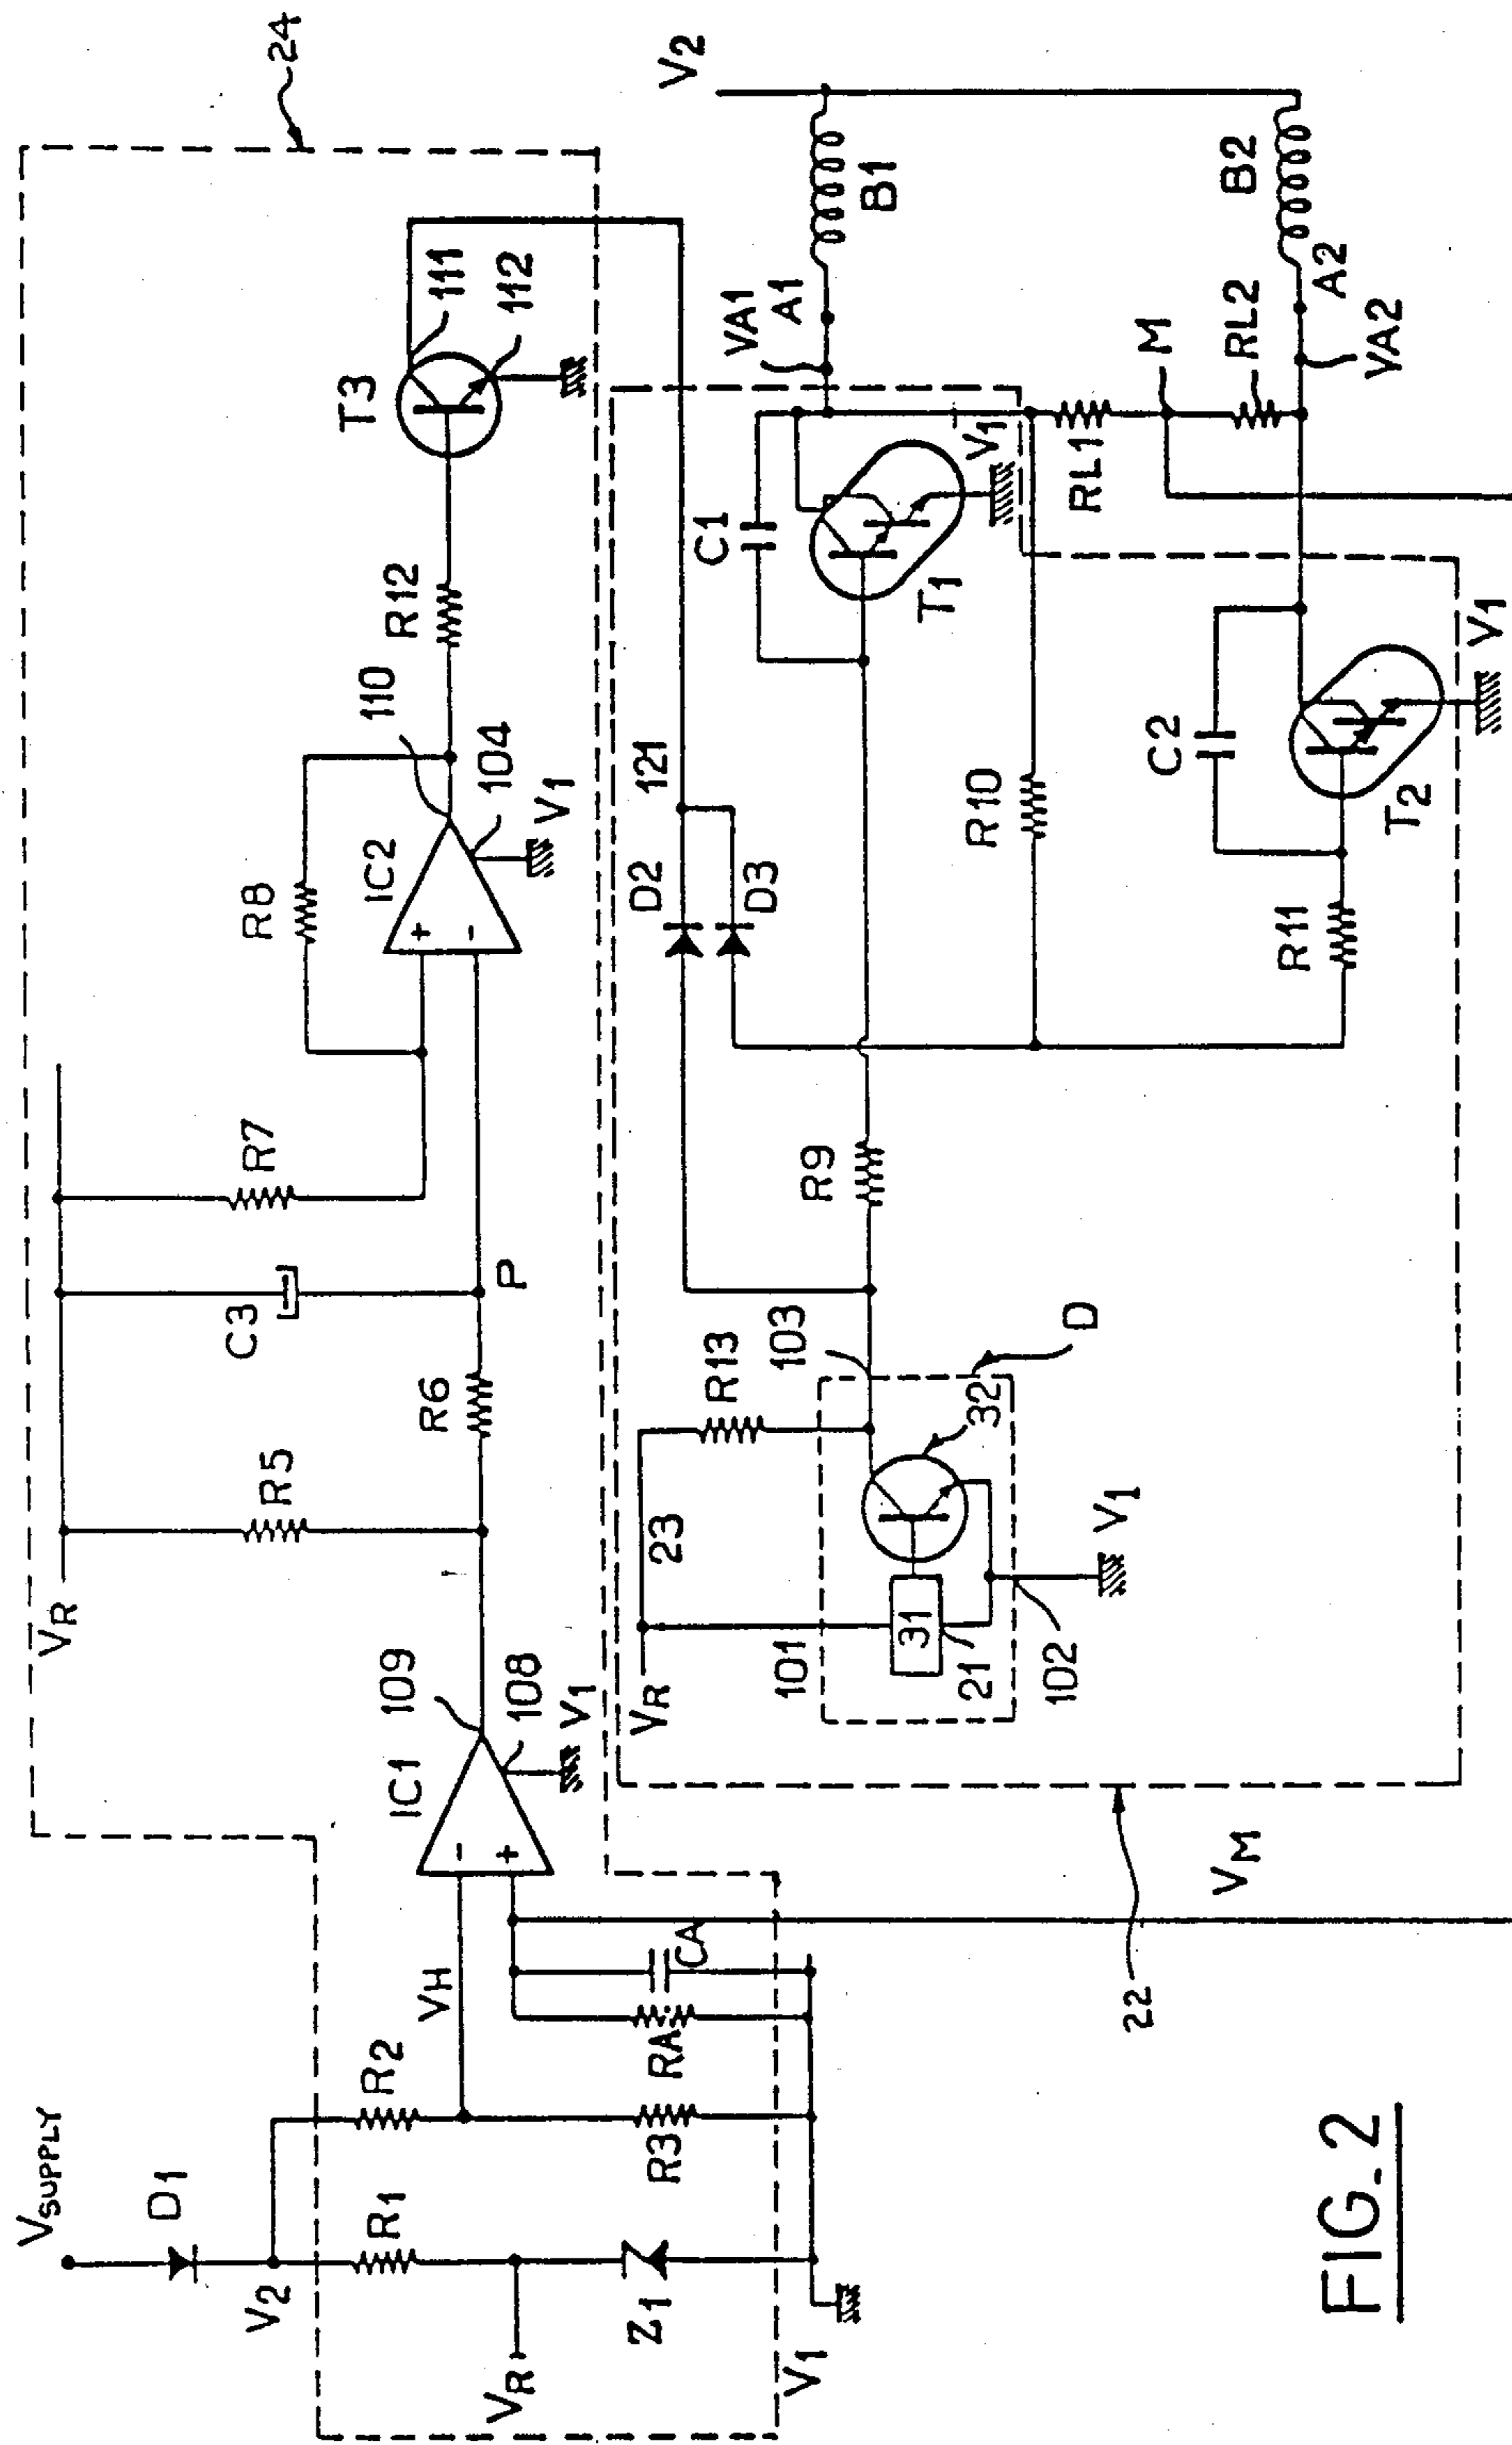 24
VSUPPLY
D1
V2
R1
R2
VR
Z1
R3
RA
CA
V1
VH
IC1
-
+
109
108
V1
VR
R5
R6
C3
P
R7
R8
IC2
+
-
110
104
V1
R12
T3
111
112
121
D2
D3
VR
23
R13
101
31
21
102
32
103
D
V1
R9
C1
T1
V1
R10
R11
C2
T2
V1
VA1
A1
B1
V2
RL1
M
RL2
A2
VA2
B2
22
VM
FIG_2